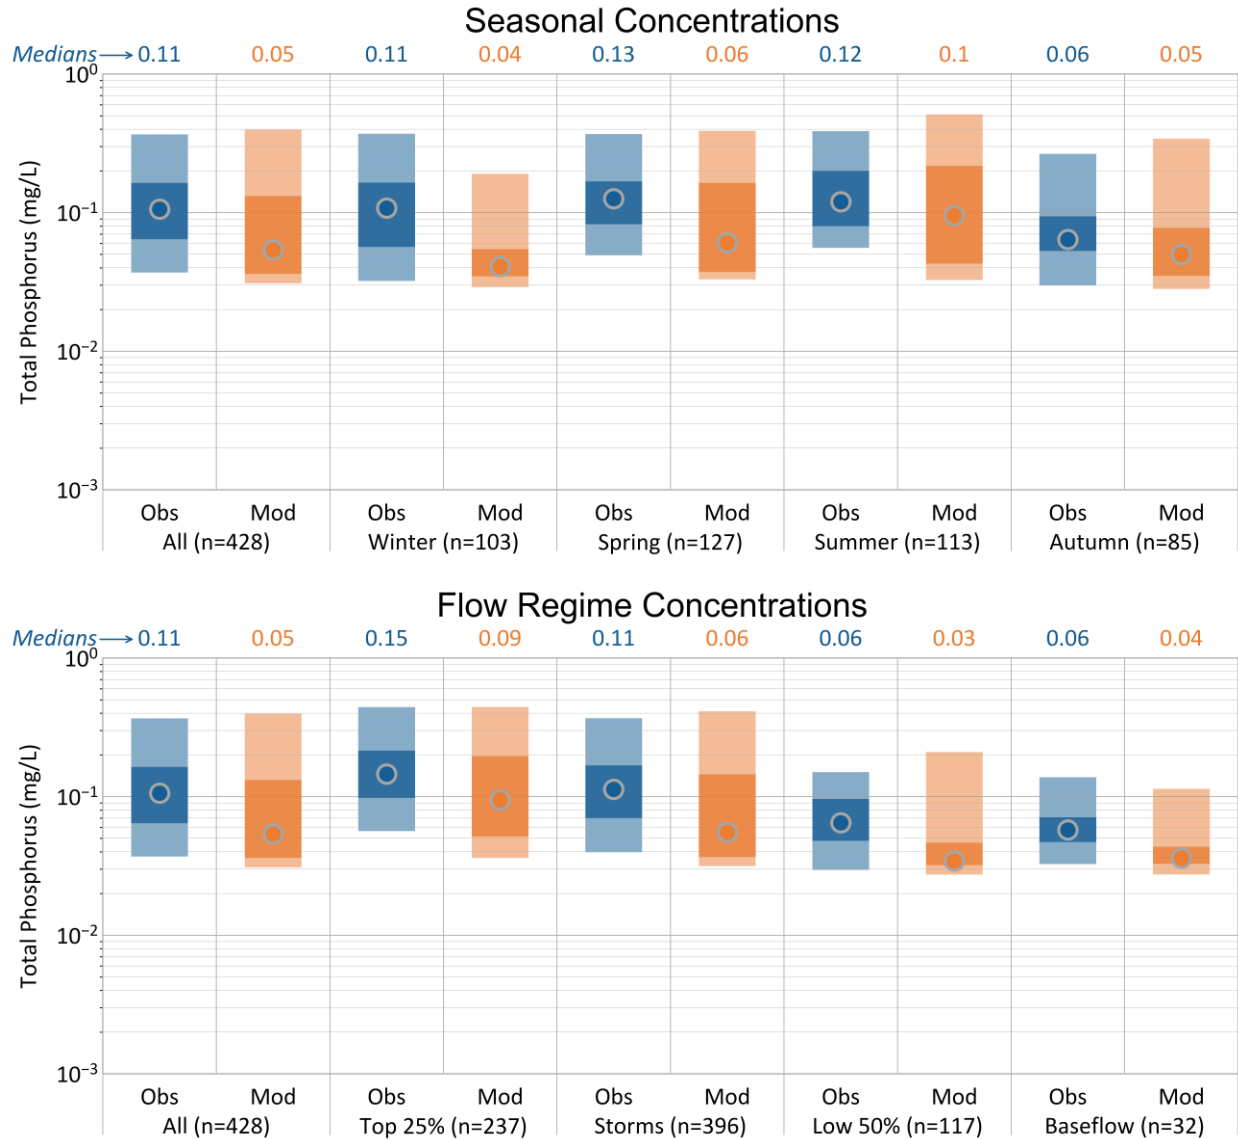 Seasonal Concentrations
Medians→ 0.11 0.05 0.11 0.04 0.13 0.06 0.12 0.1 0.06 0.05
10⁰
10⁻¹
10⁻²
10⁻³
Total Phosphorus (mg/L)
Obs Mod Obs Mod Obs Mod Obs Mod Obs Mod
All (n=428) Winter (n=103) Spring (n=127) Summer (n=113) Autumn (n=85)
Flow Regime Concentrations
Medians→ 0.11 0.05 0.15 0.09 0.11 0.06 0.06 0.03 0.06 0.04
10⁰
10⁻¹
10⁻²
10⁻³
Total Phosphorus (mg/L)
Obs Mod Obs Mod Obs Mod Obs Mod Obs Mod
All (n=428) Top 25% (n=237) Storms (n=396) Low 50% (n=117) Baseflow (n=32)